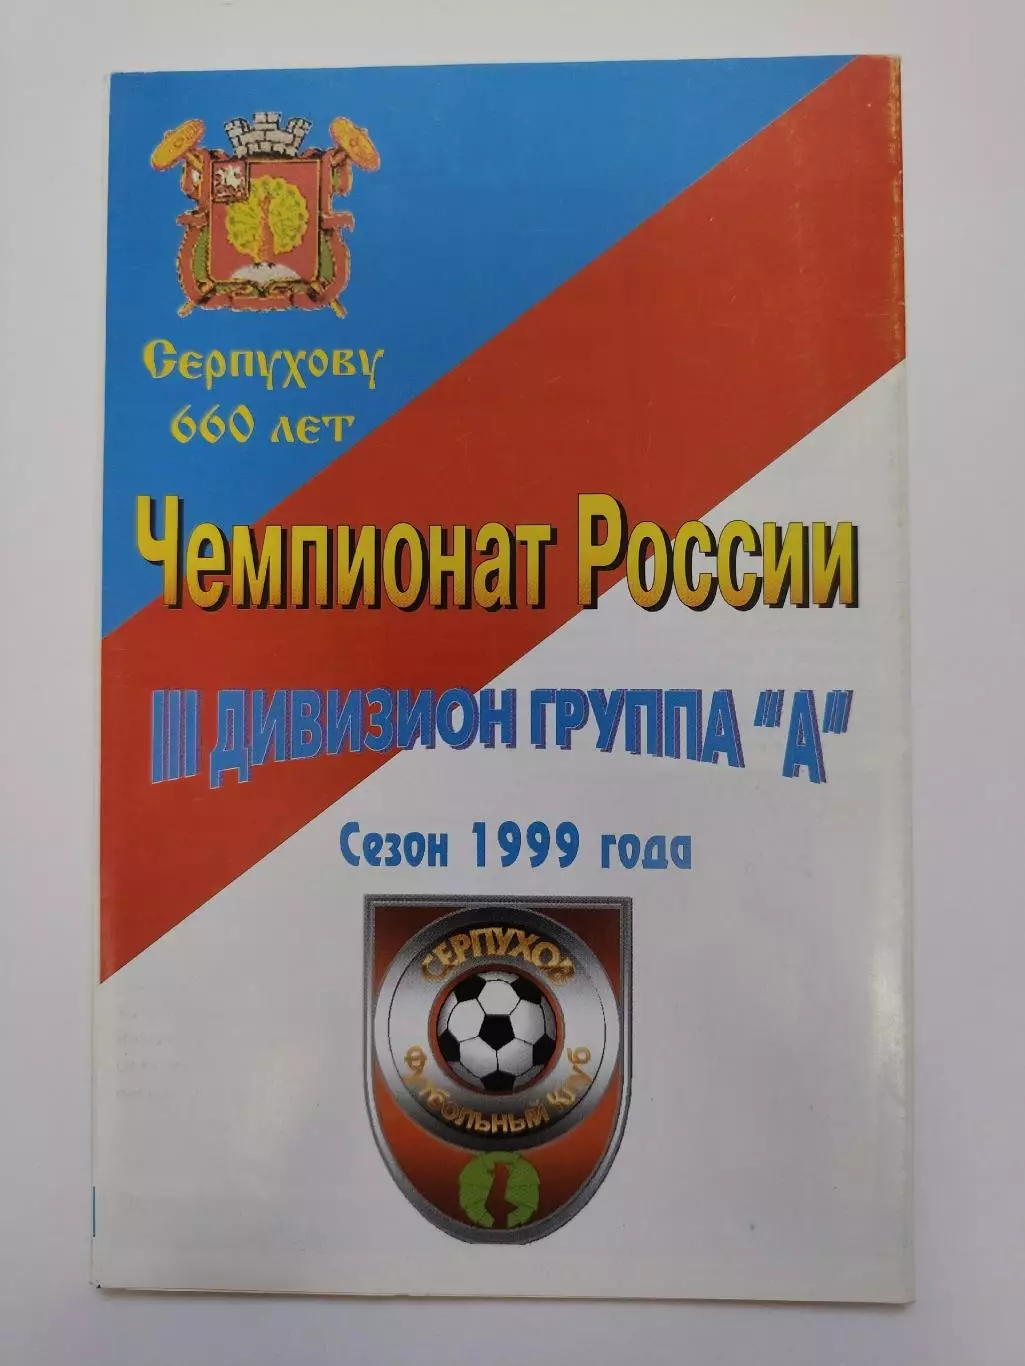 Серпухову
660 лет
Чемпионат России
III ДИВИЗИОН ГРУППА "А"
Сезон 1999 года
СЕРПУХОВ
Футбольный Клуб